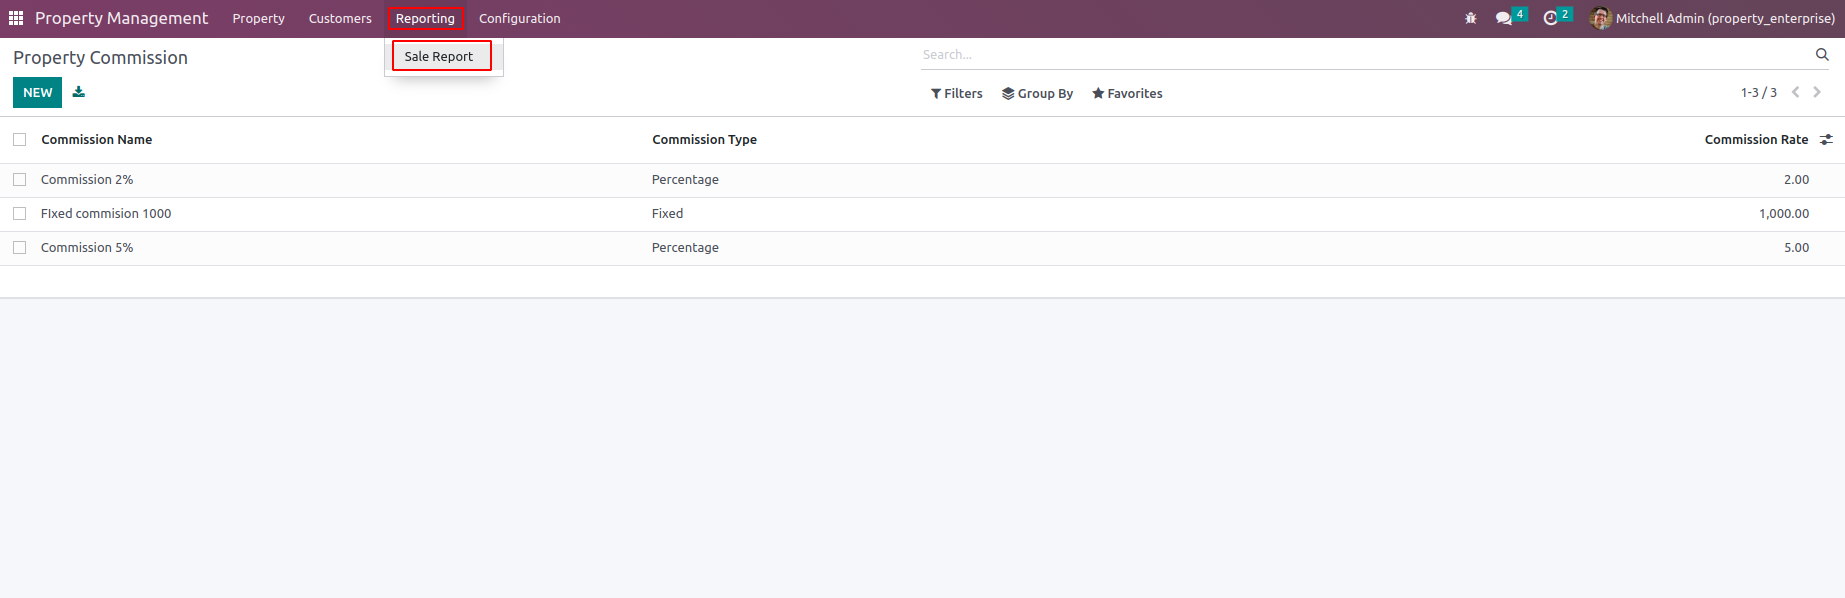 Property Management Property Customers Reporting Configuration 4 2 Mitchell Admin (property_enterprise)
Property Commission Sale Report Search...
NEW Filters Group By Favorites 1-3 / 3
Commission Name Commission Type Commission Rate
Commission 2% Percentage 2.00
FIxed commision 1000 Fixed 1,000.00
Commission 5% Percentage 5.00